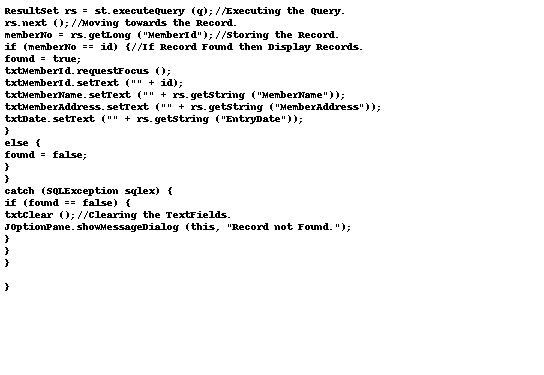 ResultSet rs = st.executeQuery (q);//Executing the Query.
rs.next ();//Moving towards the Record.
memberNo = rs.getLong ("MemberId");//Storing the Record.
if (memberNo == id) {//If Record Found then Display Records.
found = true;
txtMemberId.requestFocus ();
txtMemberId.setText ("" + id);
txtMemberName.setText ("" + rs.getString ("MemberName"));
txtMemberAddress.setText ("" + rs.getString ("MemberAddress"));
txtDate.setText ("" + rs.getString ("EntryDate"));
}
else {
found = false;
}
}
catch (SQLException sqlex) {
if (found == false) {
txtClear ();//Clearing the TextFields.
JOptionPane.showMessageDialog (this, "Record not Found.");
}
}
}
}